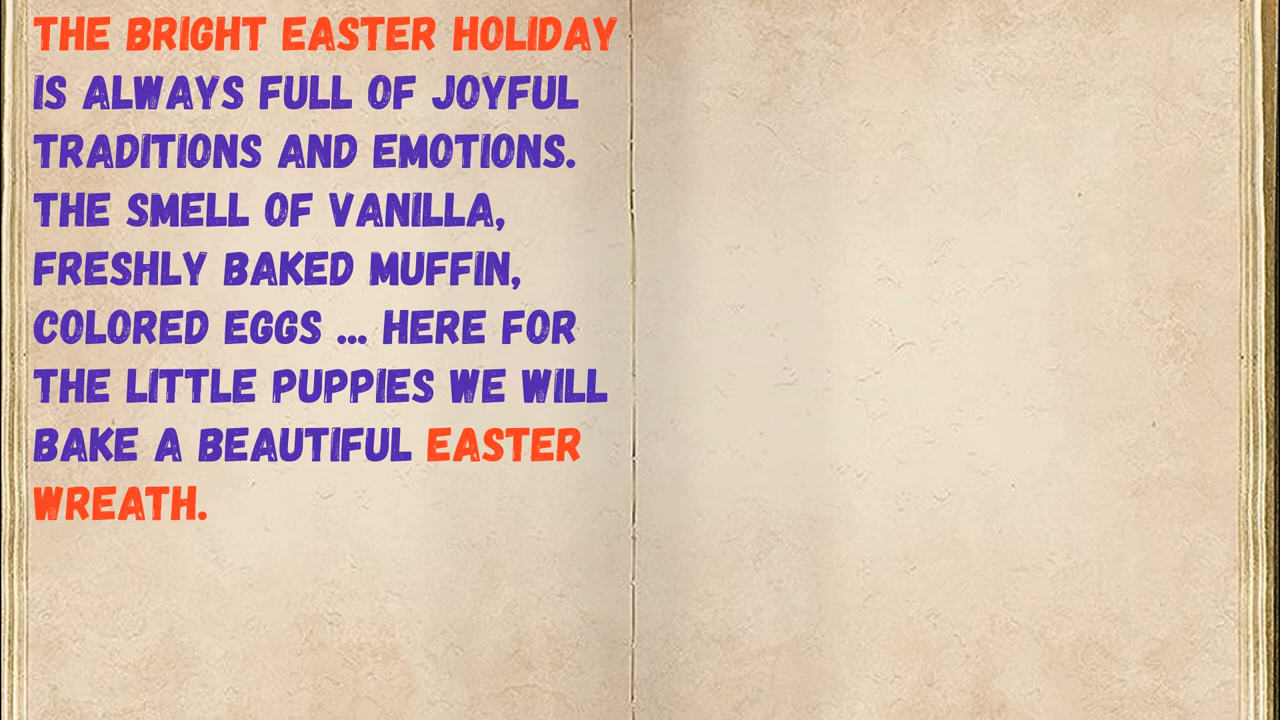 THE BRIGHT EASTER HOLIDAY
IS ALWAYS FULL OF JOYFUL
TRADITIONS AND EMOTIONS.
THE SMELL OF VANILLA,
FRESHLY BAKED MUFFIN,
COLORED EGGS ... HERE FOR
THE LITTLE PUPPIES WE WILL
BAKE A BEAUTIFUL EASTER
WREATH.